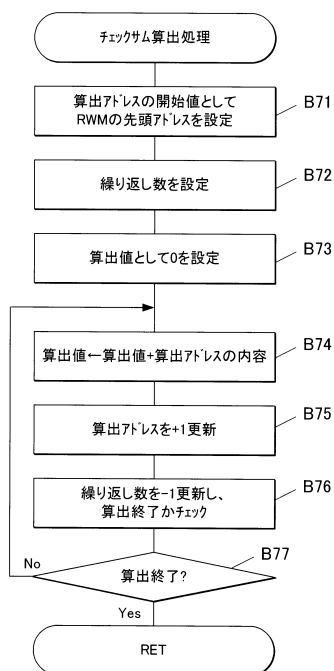 チェックサム算出処理
算出アドレスの開始値として
RWMの先頭アドレスを設定
B71
繰り返し数を設定
B72
算出値として0を設定
B73
算出値←算出値+算出アドレスの内容
B74
算出アドレスを+1更新
B75
繰り返し数を-1更新し、
算出終了かチェック
B76
算出終了?
B77
No
Yes
RET